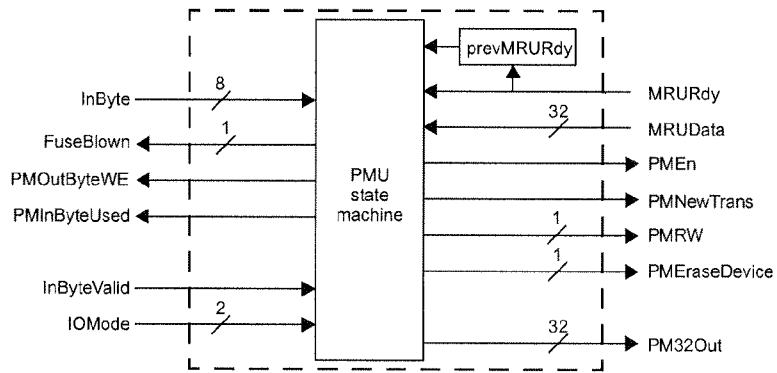 prevMRURdy
InByte
8
MRURdy
FuseBlown
1
32
MRUData
PMOutByteWE
PMU
state
machine
PMEn
PMInByteUsed
PMNewTrans
1
PMRW
InByteValid
1
PMEraseDevice
IOMode
2
32
PM32Out